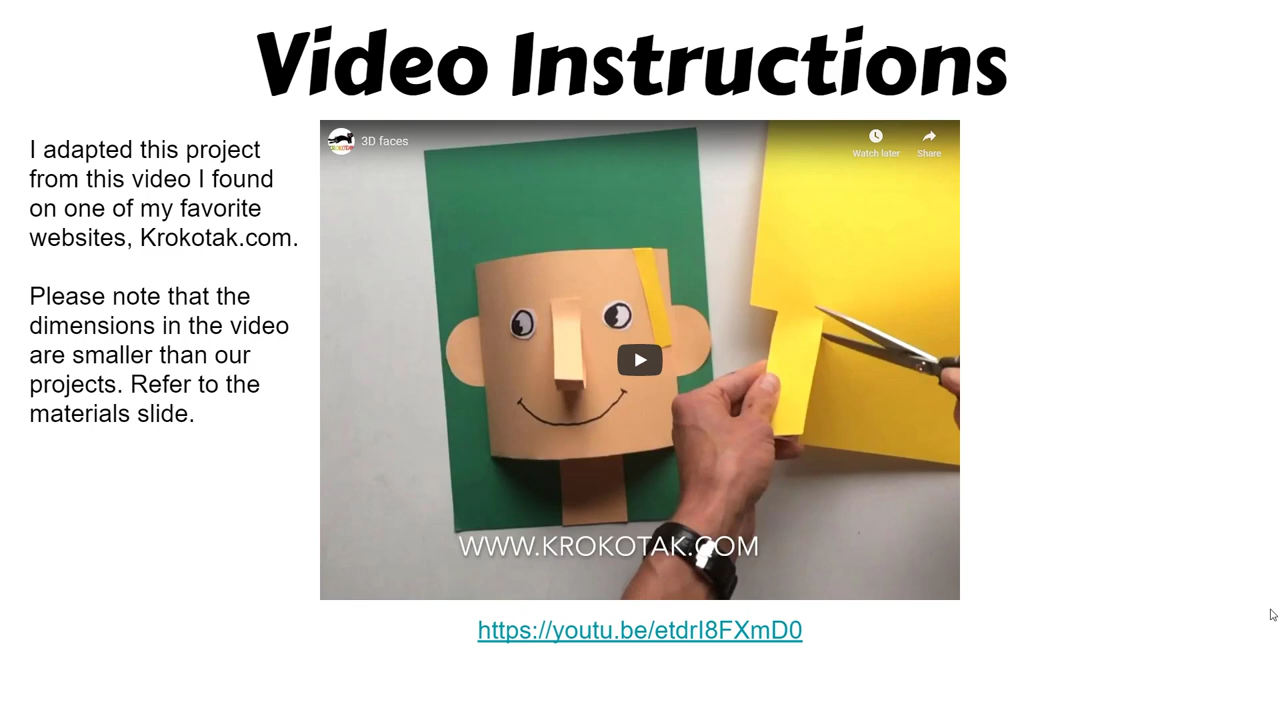 Video Instructions
I adapted this project
from this video I found
on one of my favorite
websites, Krokotak.com.
Please note that the
dimensions in the video
are smaller than our
projects. Refer to the
materials slide.
3D faces
Watch later
Share
WWW.KROKOTAK.COM
https://youtu.be/etdrI8FXmD0